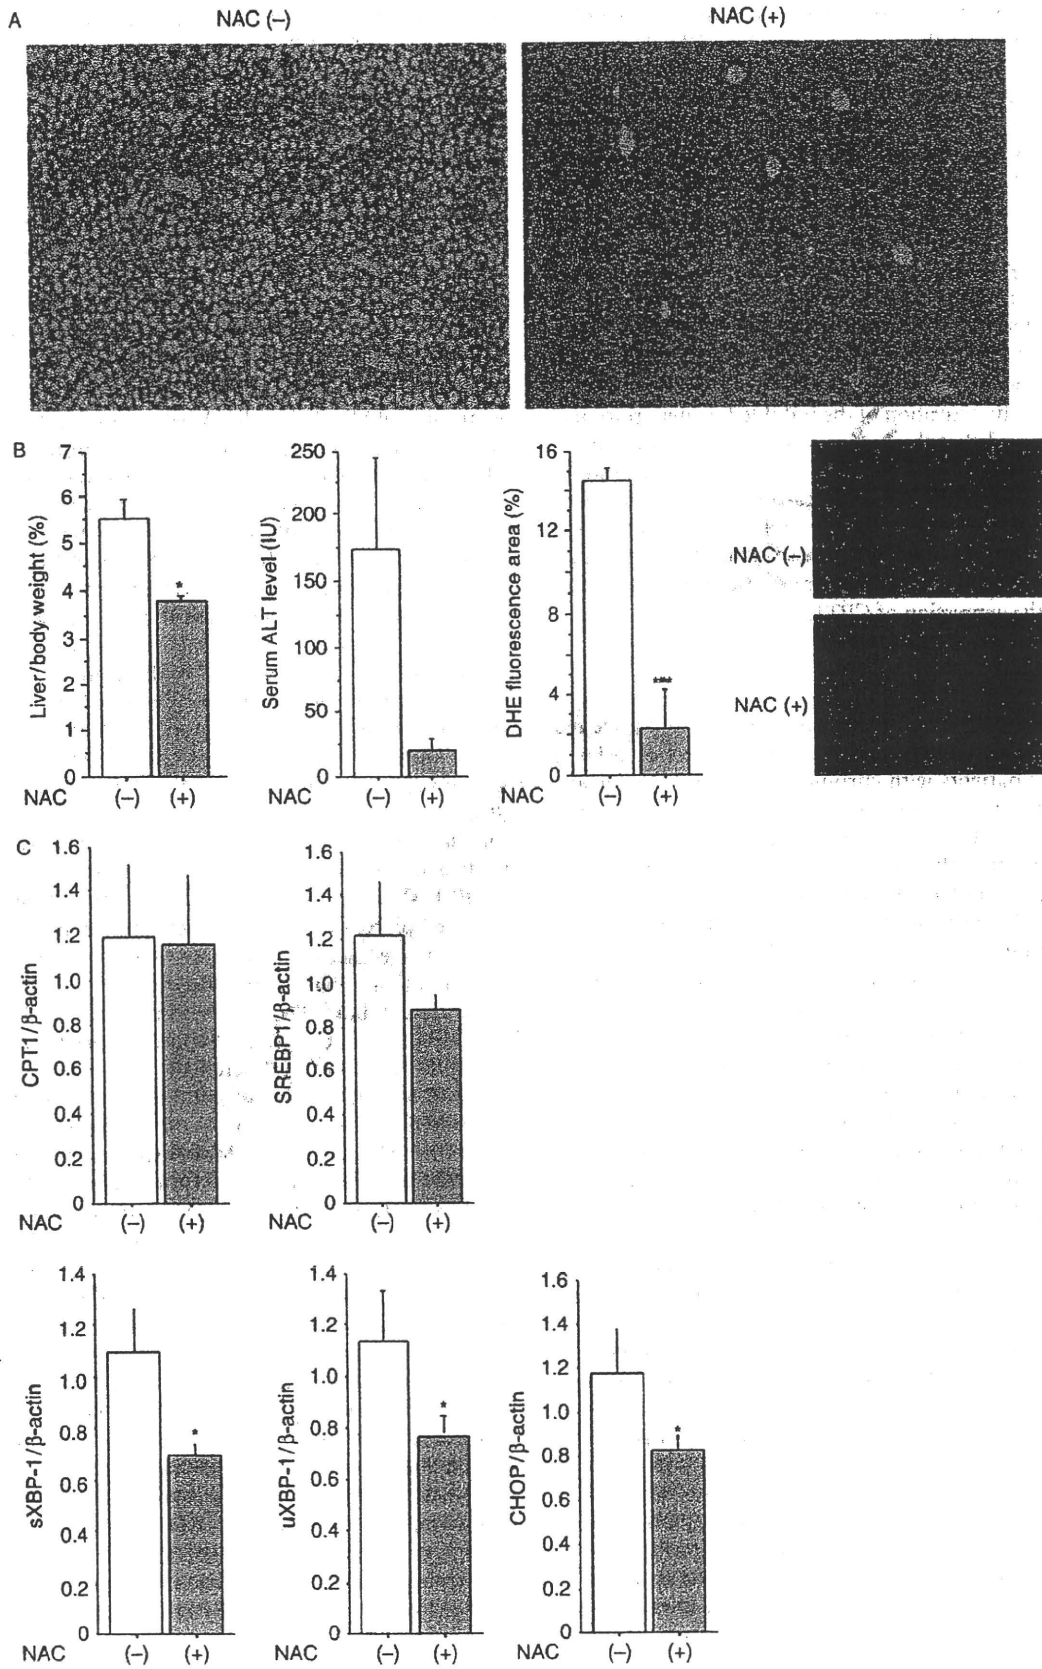 A
NAC (–)
NAC (+)
B
Liver/body weight (%)
7
6
5
4
3
2
1
0
*
NAC (–) (+)
Serum ALT level (IU)
250
200
150
100
50
0
NAC (–) (+)
DHE fluorescence area (%)
16
12
8
4
0
***
NAC (–) (+)
NAC (–)
NAC (+)
C
CPT1/β-actin
1.6
1.4
1.2
1.0
0.8
0.6
0.4
0.2
0
NAC (–) (+)
SREBP1/β-actin
1.6
1.4
1.2
1.0
0.8
0.6
0.4
0.2
0
NAC (–) (+)
sXBP-1/β-actin
1.4
1.2
1.0
0.8
0.6
0.4
0.2
0
*
NAC (–) (+)
uXBP-1/β-actin
1.4
1.2
1.0
0.8
0.6
0.4
0.2
0
*
NAC (–) (+)
CHOP/β-actin
1.6
1.4
1.2
1.0
0.8
0.6
0.4
0.2
0
*
NAC (–) (+)